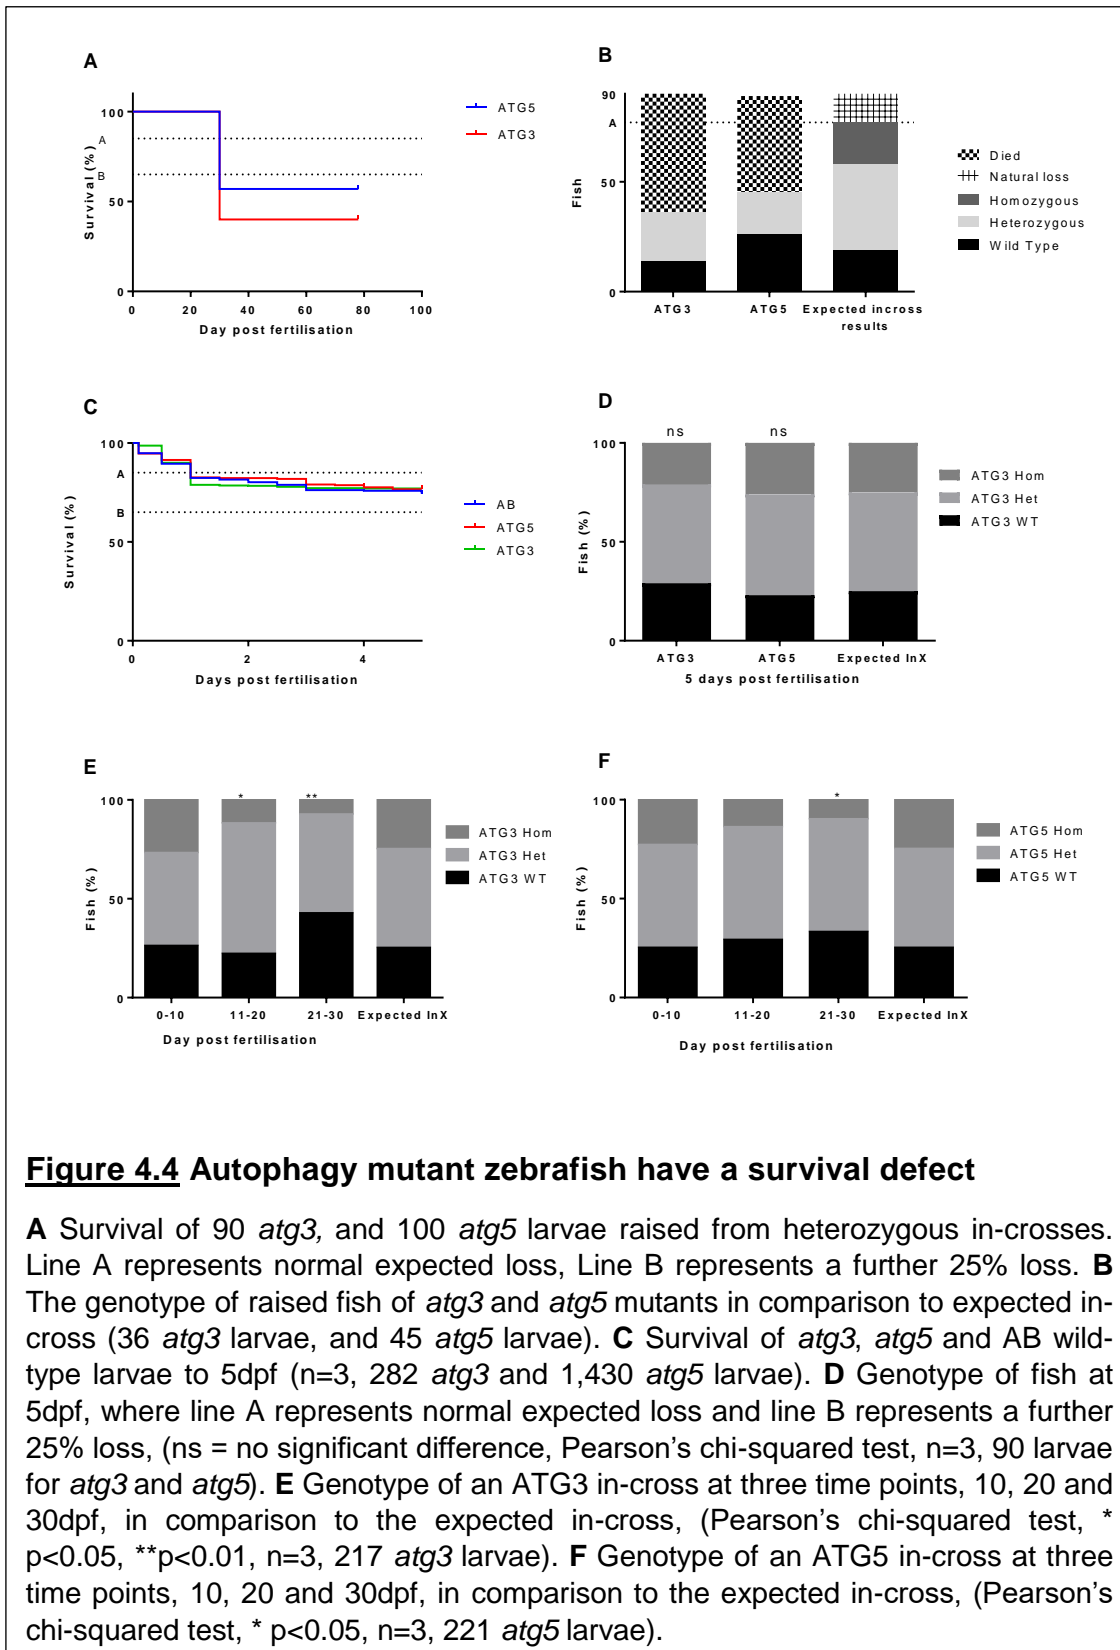 A
100
A
B
50
0
Survival (%)
0 20 40 60 80 100
Day post fertilisation
ATG5
ATG3
B
90
A
50
0
Fish
ATG3 ATG5 Expected incross
results
Died
Natural loss
Homozygous
Heterozygous
Wild Type
C
100
A
B
50
0
Survival (%)
0 2 4
Days post fertilisation
AB
ATG5
ATG3
D
ns ns
100
50
0
Fish (%)
ATG3 ATG5 Expected InX
5 days post fertilisation
ATG3 Hom
ATG3 Het
ATG3 WT
E
* **
100
50
0
Fish (%)
0-10 11-20 21-30 Expected InX
Day post fertilisation
ATG3 Hom
ATG3 Het
ATG3 WT
F
*
100
50
0
Fish (%)
0-10 11-20 21-30 Expected InX
Day post fertilisation
ATG5 Hom
ATG5 Het
ATG5 WT
Figure 4.4 Autophagy mutant zebrafish have a survival defect
A Survival of 90 atg3, and 100 atg5 larvae raised from heterozygous in-crosses.
Line A represents normal expected loss, Line B represents a further 25% loss. B
The genotype of raised fish of atg3 and atg5 mutants in comparison to expected in-
cross (36 atg3 larvae, and 45 atg5 larvae). C Survival of atg3, atg5 and AB wild-
type larvae to 5dpf (n=3, 282 atg3 and 1,430 atg5 larvae). D Genotype of fish at
5dpf, where line A represents normal expected loss and line B represents a further
25% loss, (ns = no significant difference, Pearson's chi-squared test, n=3, 90 larvae
for atg3 and atg5). E Genotype of an ATG3 in-cross at three time points, 10, 20 and
30dpf, in comparison to the expected in-cross, (Pearson's chi-squared test, *
p<0.05, **p<0.01, n=3, 217 atg3 larvae). F Genotype of an ATG5 in-cross at three
time points, 10, 20 and 30dpf, in comparison to the expected in-cross, (Pearson's
chi-squared test, * p<0.05, n=3, 221 atg5 larvae).